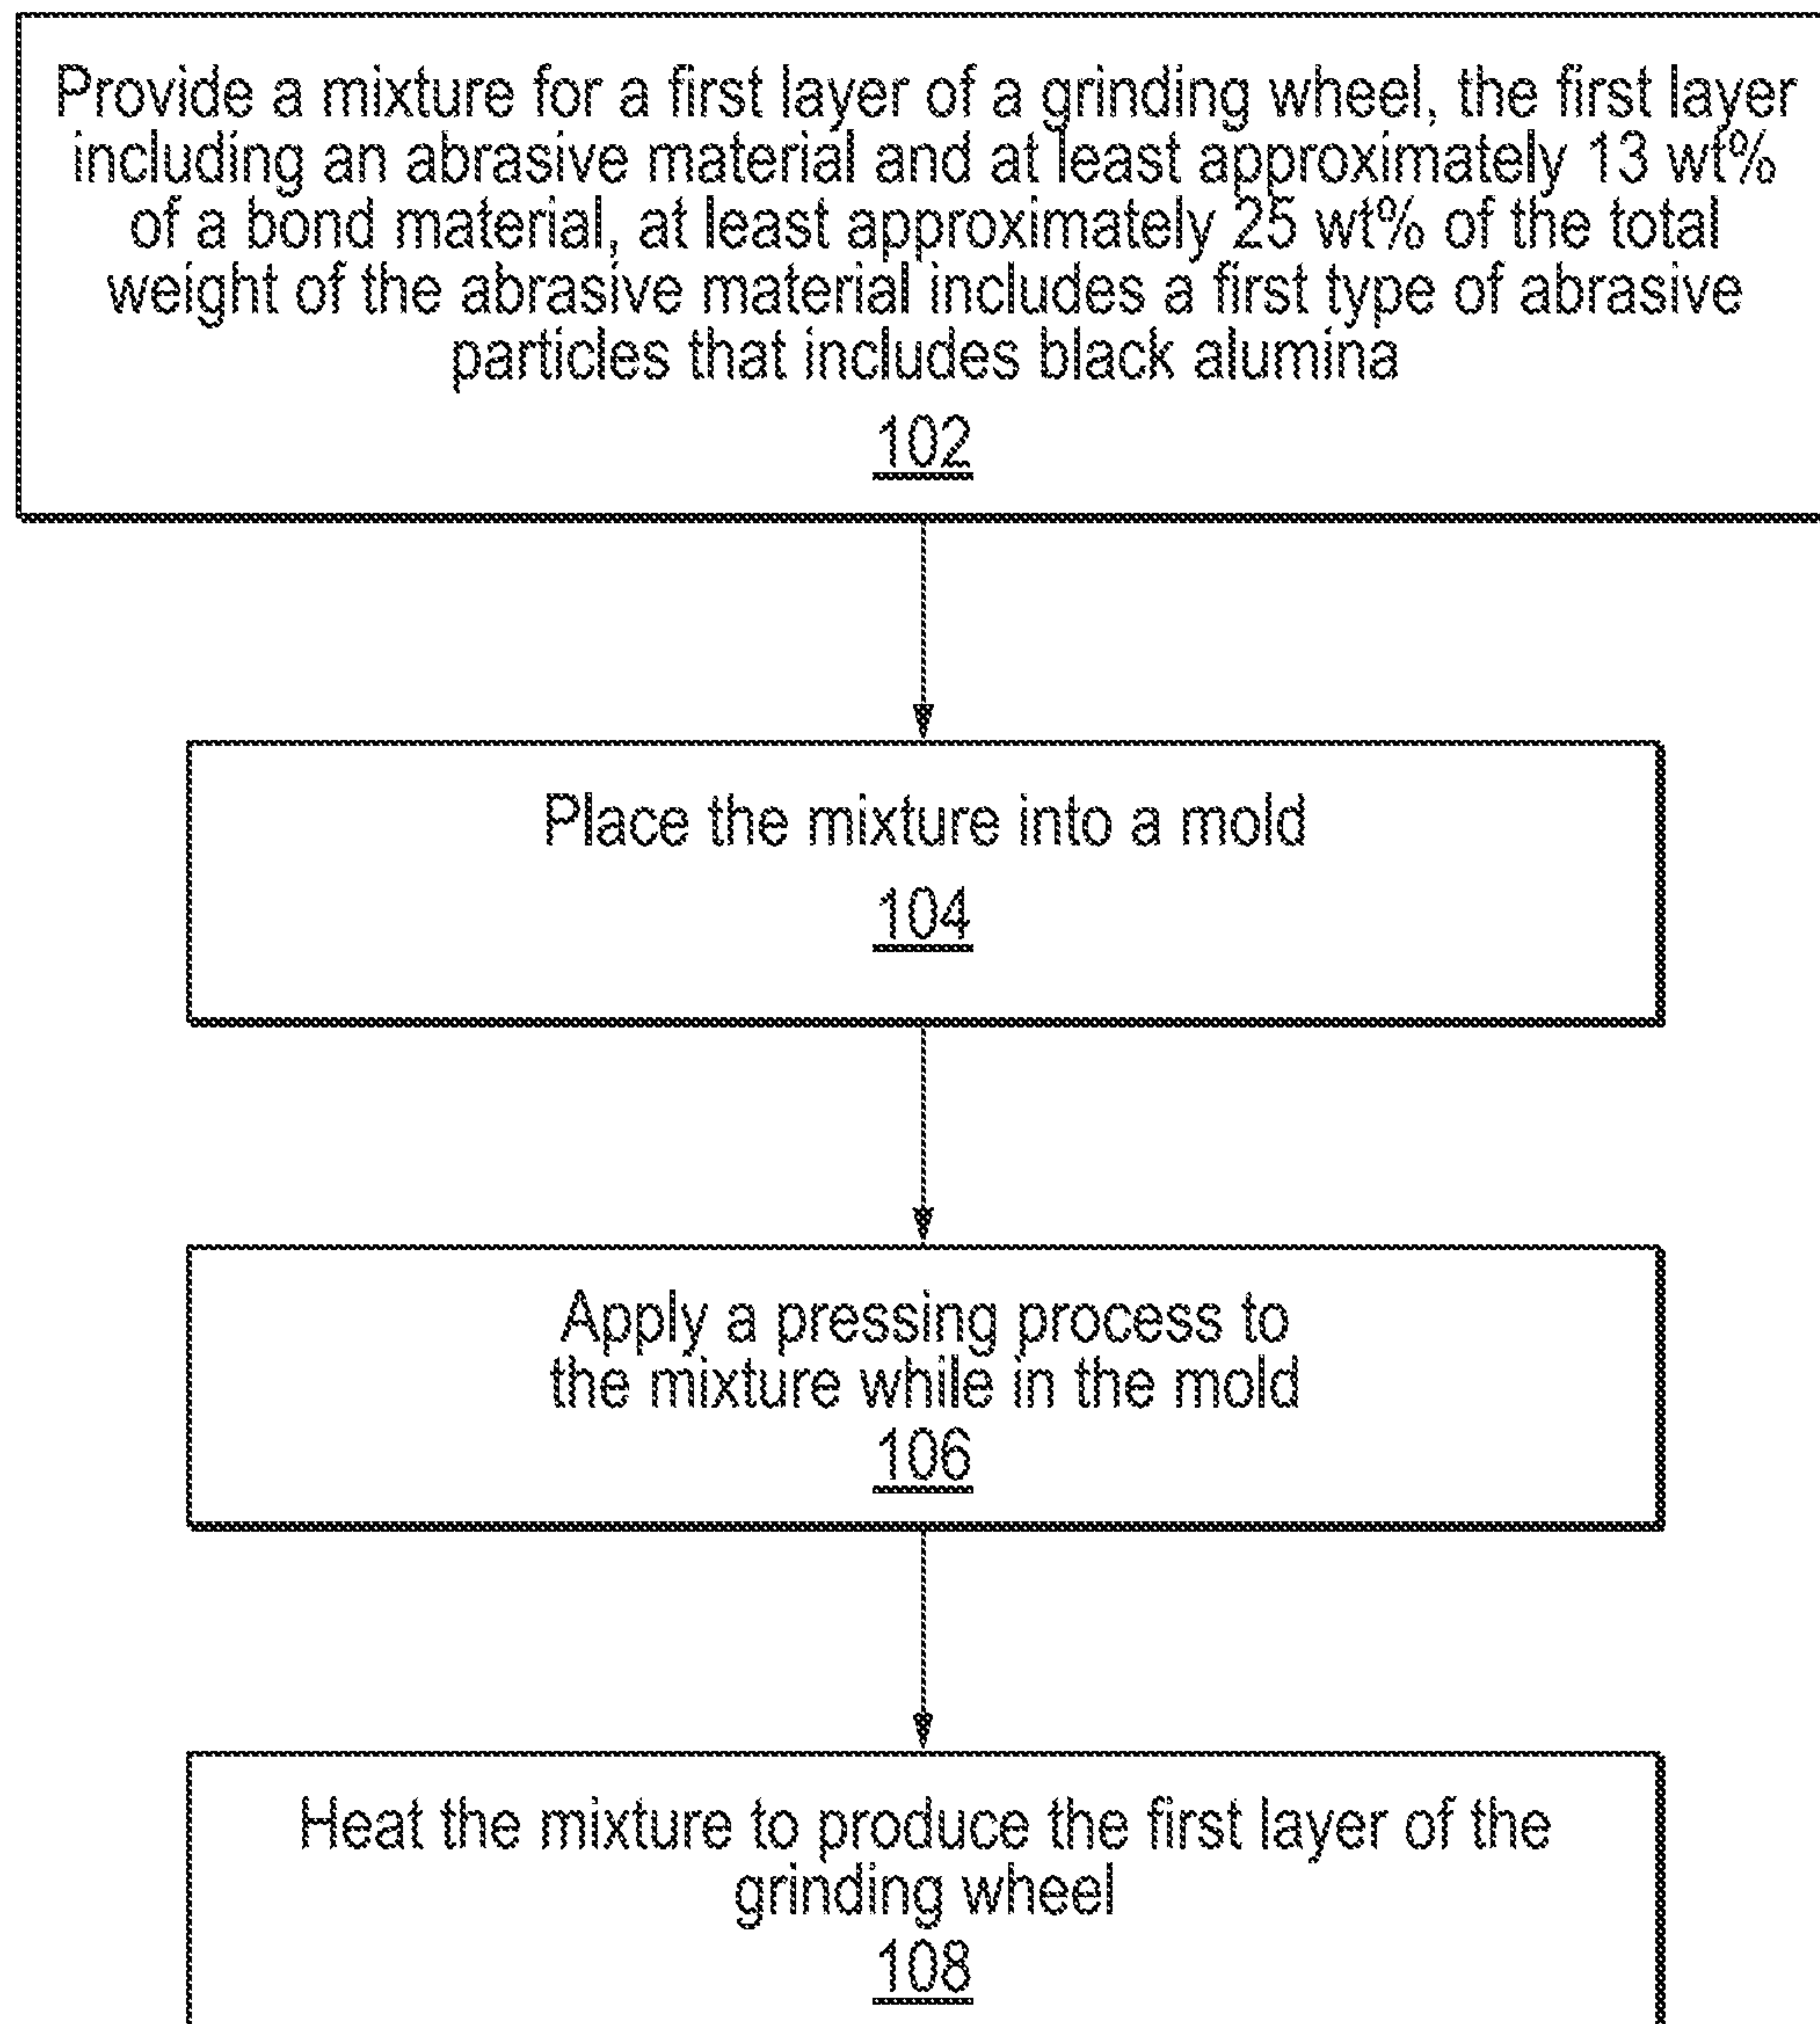 Provide a mixture for a first layer of a grinding wheel, the first layer
including an abrasive material and at least approximately 13 wt%
of a bond material, at least approximately 25 wt% of the total
weight of the abrasive material includes a first type of abrasive
particles that includes black alumina
102
Place the mixture into a mold
104
Apply a pressing process to
the mixture while in the mold
106
Heat the mixture to produce the first layer of the
grinding wheel
108